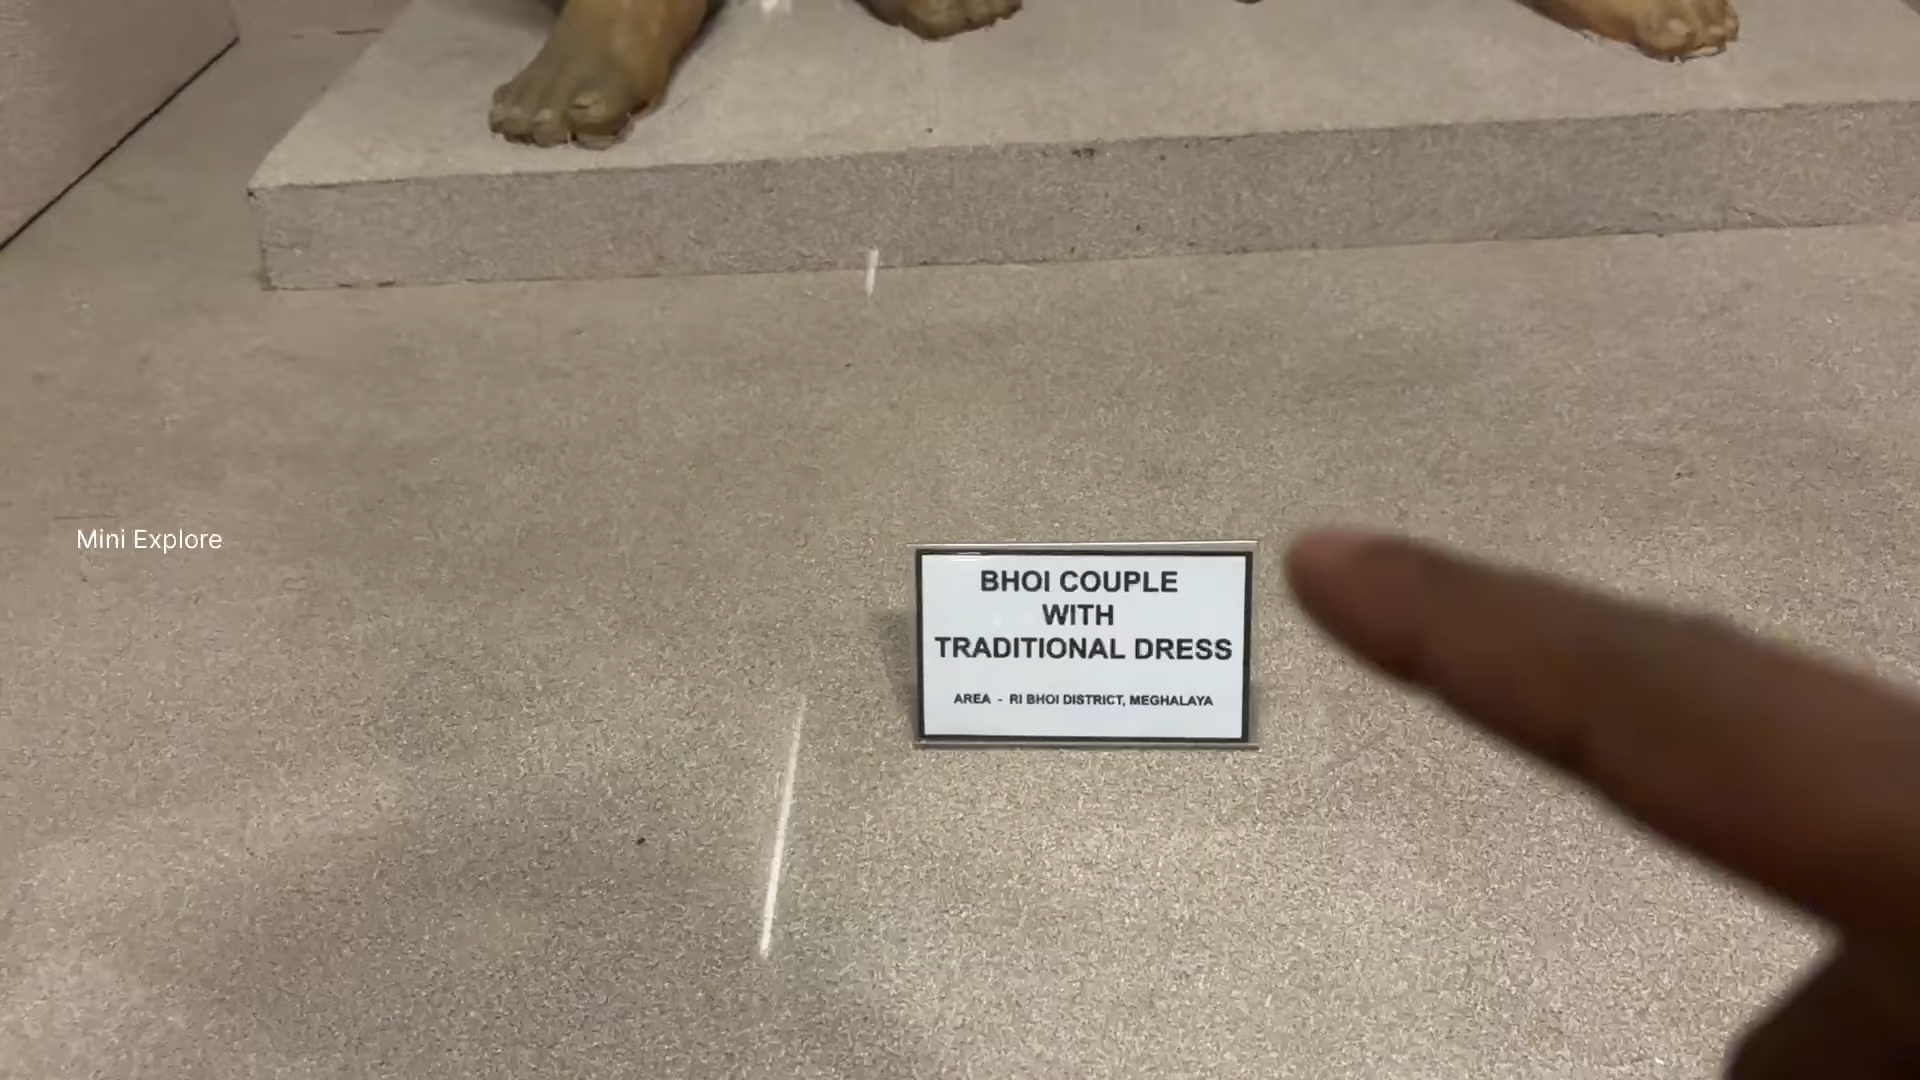 Mini Explore
BHOI COUPLE
WITH
TRADITIONAL DRESS
AREA - RI BHOI DISTRICT, MEGHALAYA